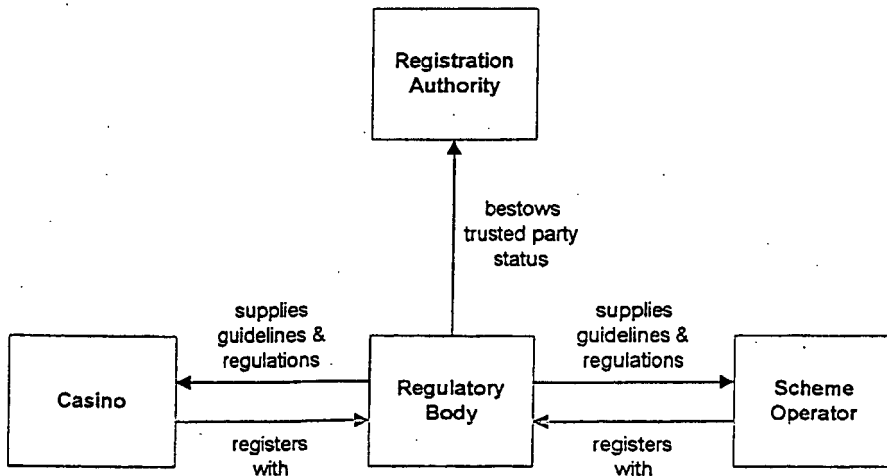 Registration
Authority
bestows
trusted party
status
supplies
guidelines &
regulations
supplies
guidelines &
regulations
Casino
Regulatory
Body
Scheme
Operator
registers
with
registers
with